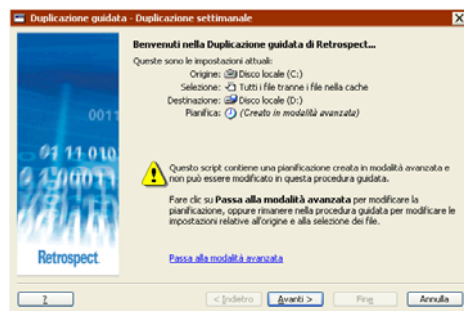 Duplicazione guidata - Duplicazione settimanale
Benvenuti nella Duplicazione guidata di Retrospect...
Queste sono le impostazioni attuali:
Origine: Disco locale (C:)
Selezione: Tutti i file tranne i file nella cache
Destinazione: Disco locale (D:)
Pianifica: (Creato in modalità avanzata)
Questo script contiene una pianificazione creata in modalità avanzata e
non può essere modificato in questa procedura guidata.
Fare clic su Passa alla modalità avanzata per modificare la
pianificazione, oppure rimanere nella procedura guidata per modificare le
impostazioni relative all'origine e alla selezione dei file.
Retrospect
Passa alla modalità avanzata
?
< Indietro
Avanti >
Fine
Annulla